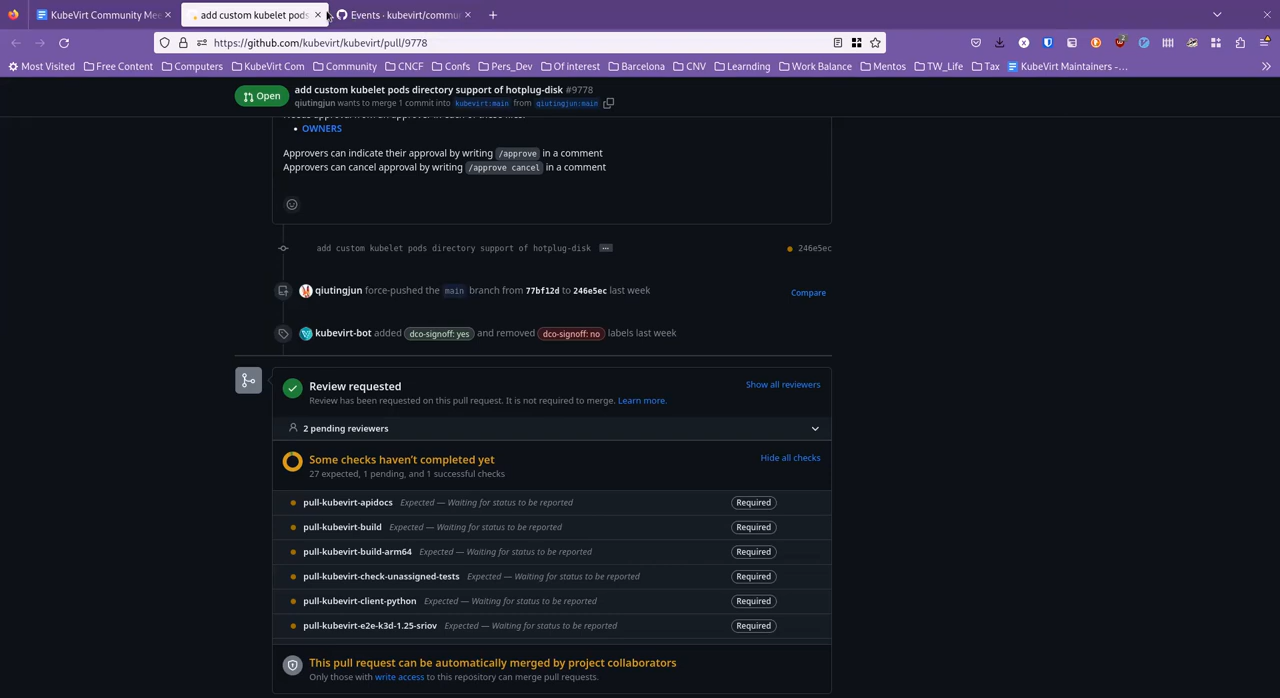 KubeVirt Community Mee
add custom kubelet pods
Events · kubevirt/commu
https://github.com/kubevirt/kubevirt/pull/9778
Most Visited Free Content Computers KubeVirt Com Community CNCF Confs Pers_Dev Of interest Barcelona CNV Learnding Work Balance Mentos TW_Life Tax KubeVirt Maintainers -…
Open
add custom kubelet pods directory support of hotplug-disk #9778
qiutingjun wants to merge 1 commit into kubevirt:main from qiutingjun:main
OWNERS
Approvers can indicate their approval by writing /approve in a comment
Approvers can cancel approval by writing /approve cancel in a comment
add custom kubelet pods directory support of hotplug-disk … 246e5ec
qiutingjun force-pushed the main branch from 77bf12d to 246e5ec last week Compare
kubevirt-bot added dco-signoff: yes and removed dco-signoff: no labels last week
Review requested Show all reviewers
Review has been requested on this pull request. It is not required to merge. Learn more.
2 pending reviewers
Some checks haven't completed yet Hide all checks
27 expected, 1 pending, and 1 successful checks
pull-kubevirt-apidocs Expected — Waiting for status to be reported Required
pull-kubevirt-build Expected — Waiting for status to be reported Required
pull-kubevirt-build-arm64 Expected — Waiting for status to be reported Required
pull-kubevirt-check-unassigned-tests Expected — Waiting for status to be reported Required
pull-kubevirt-client-python Expected — Waiting for status to be reported Required
pull-kubevirt-e2e-k3d-1.25-sriov Expected — Waiting for status to be reported Required
This pull request can be automatically merged by project collaborators
Only those with write access to this repository can merge pull requests.